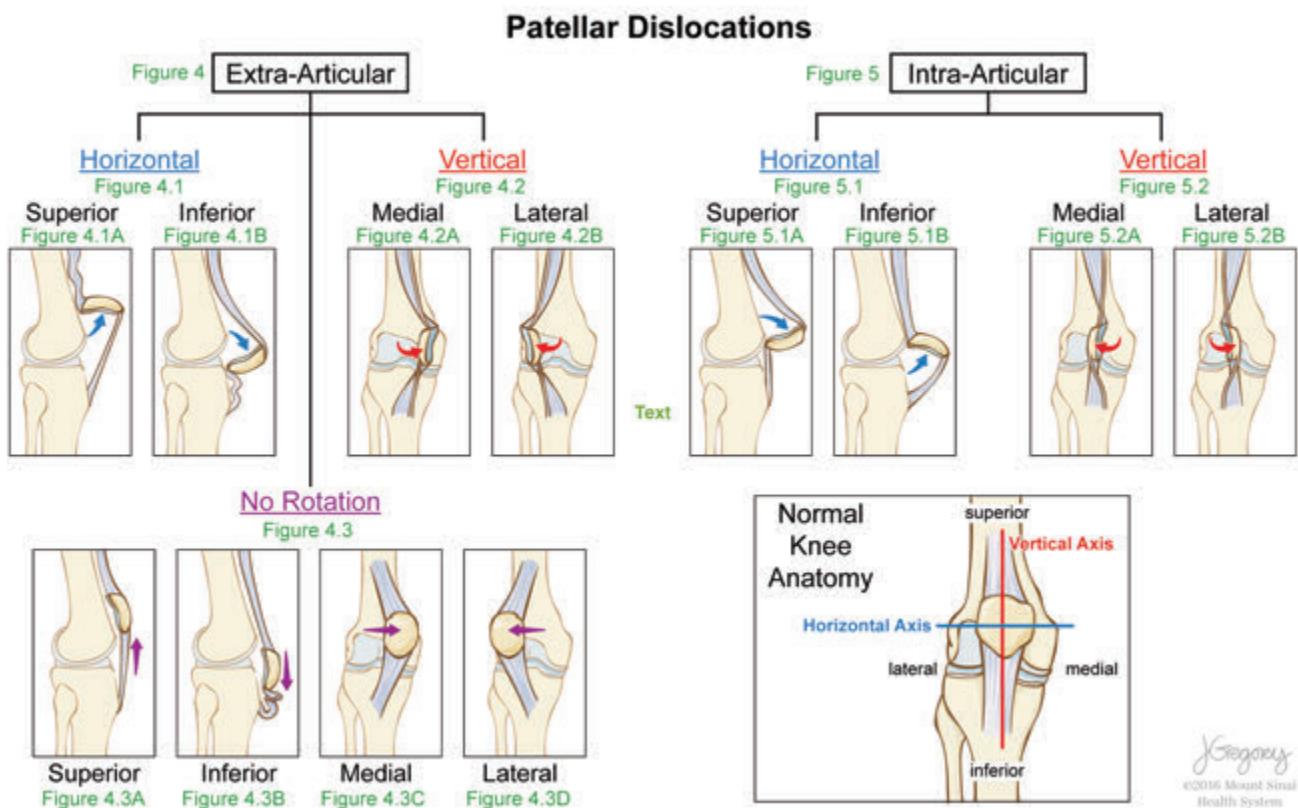 Patellar Dislocations
Figure 4
Extra-Articular
Figure 5
Intra-Articular
Horizontal
Figure 4.1
Vertical
Figure 4.2
Horizontal
Figure 5.1
Vertical
Figure 5.2
Superior
Figure 4.1A
Inferior
Figure 4.1B
Medial
Figure 4.2A
Lateral
Figure 4.2B
Superior
Figure 5.1A
Inferior
Figure 5.1B
Medial
Figure 5.2A
Lateral
Figure 5.2B
Text
No Rotation
Figure 4.3
Superior
Figure 4.3A
Inferior
Figure 4.3B
Medial
Figure 4.3C
Lateral
Figure 4.3D
Normal
Knee
Anatomy
superior
Vertical Axis
Horizontal Axis
lateral
medial
inferior
JGregory
©2016 Mount Sinai
Health System